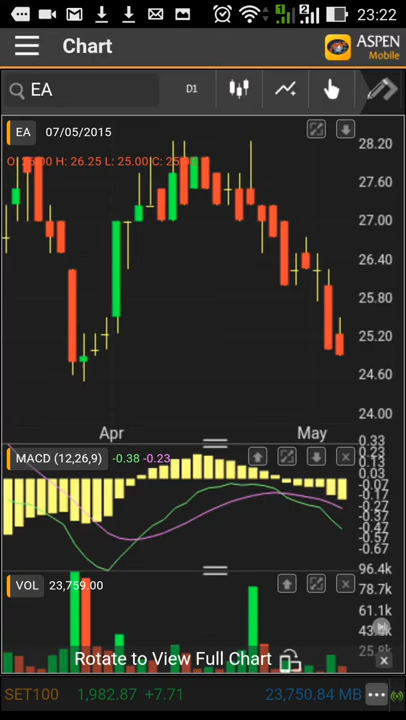 23:22
Chart
ASPEN
Mobile
EA
D1
EA 07/05/2015
H: 26.25 L: 25.00 C:
28.20
27.60
27.00
26.40
25.80
25.20
24.60
24.00
Apr May
MACD (12,26,9) -0.38 -0.23
0.33
0.23
0.13
0.03
-0.07
-0.17
-0.27
-0.37
-0.47
-0.57
-0.67
VOL 23,759.00
96.4k
78.7k
61.1k
Rotate to View Full Chart
SET100 1,982.87 +7.71 23,750.84 MB